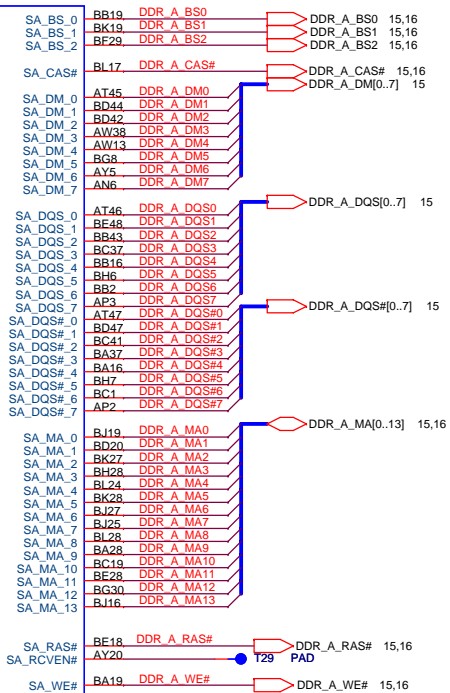 SA_BS_0 BB19 DDR_A_BS0 DDR_A_BS0 15,16
SA_BS_1 BK19 DDR_A_BS1 DDR_A_BS1 15,16
SA_BS_2 BF29 DDR_A_BS2 DDR_A_BS2 15,16
SA_CAS# BL17 DDR_A_CAS# DDR_A_CAS# 15,16
DDR_A_DM[0..7] 15
SA_DM_0 AT45 DDR_A_DM0
SA_DM_1 BD44 DDR_A_DM1
SA_DM_2 BD42 DDR_A_DM2
SA_DM_3 AW38 DDR_A_DM3
SA_DM_4 AW13 DDR_A_DM4
SA_DM_5 BG8 DDR_A_DM5
SA_DM_6 AY5 DDR_A_DM6
SA_DM_7 AN6 DDR_A_DM7
DDR_A_DQS[0..7] 15
SA_DQS_0 AT46 DDR_A_DQS0
SA_DQS_1 BE48 DDR_A_DQS1
SA_DQS_2 BB43 DDR_A_DQS2
SA_DQS_3 BC37 DDR_A_DQS3
SA_DQS_4 BB16 DDR_A_DQS4
SA_DQS_5 BH6 DDR_A_DQS5
SA_DQS_6 BB2 DDR_A_DQS6
SA_DQS_7 AP3 DDR_A_DQS7
DDR_A_DQS#[0..7] 15
SA_DQS#_0 AT47 DDR_A_DQS#0
SA_DQS#_1 BD47 DDR_A_DQS#1
SA_DQS#_2 BC41 DDR_A_DQS#2
SA_DQS#_3 BA37 DDR_A_DQS#3
SA_DQS#_4 BA16 DDR_A_DQS#4
SA_DQS#_5 BH7 DDR_A_DQS#5
SA_DQS#_6 BC1 DDR_A_DQS#6
SA_DQS#_7 AP2 DDR_A_DQS#7
DDR_A_MA[0..13] 15,16
SA_MA_0 BJ19 DDR_A_MA0
SA_MA_1 BD20 DDR_A_MA1
SA_MA_2 BK27 DDR_A_MA2
SA_MA_3 BH28 DDR_A_MA3
SA_MA_4 BL24 DDR_A_MA4
SA_MA_5 BK28 DDR_A_MA5
SA_MA_6 BJ27 DDR_A_MA6
SA_MA_7 BJ25 DDR_A_MA7
SA_MA_8 BL28 DDR_A_MA8
SA_MA_9 BA28 DDR_A_MA9
SA_MA_10 BC19 DDR_A_MA10
SA_MA_11 BE28 DDR_A_MA11
SA_MA_12 BG30 DDR_A_MA12
SA_MA_13 BJ16 DDR_A_MA13
SA_RAS# BE18 DDR_A_RAS# DDR_A_RAS# 15,16
SA_RCVEN# AY20 T29 PAD
SA_WE# BA19 DDR_A_WE# DDR_A_WE# 15,16